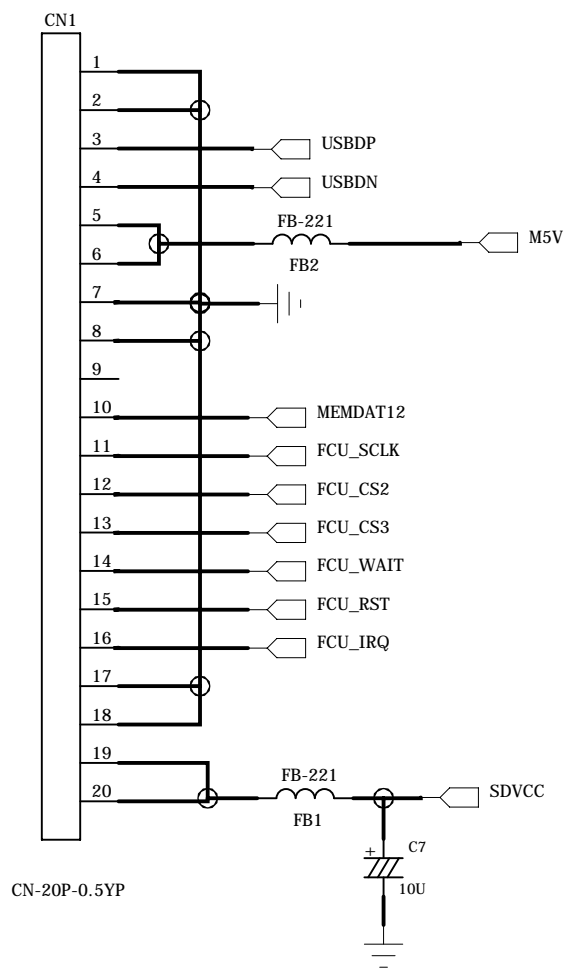 CN1
1
2
3 USBDP
4 USBDN
5 FB-221
M5V
6 FB2
7
8
9
10 MEMDAT12
11 FCU_SCLK
12 FCU_CS2
13 FCU_CS3
14 FCU_WAIT
15 FCU_RST
16 FCU_IRQ
17
18
19
FB-221
20 SDVCC
FB1
+ C7
10U
CN-20P-0.5YP